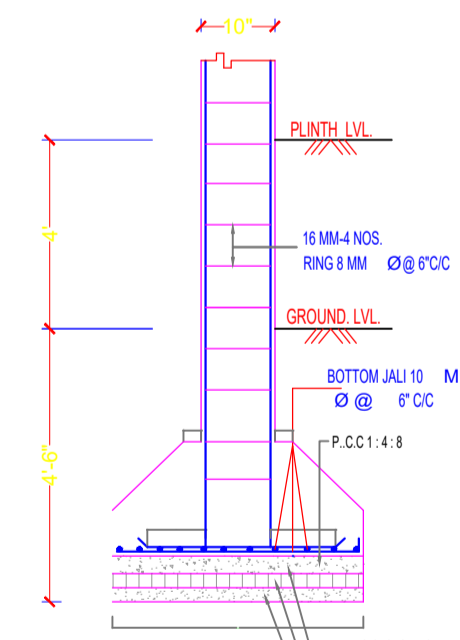 10"
PLINTH LVL.
4'
16 MM-4 NOS.
RING 8 MM Ø@ 6"C/C
GROUND. LVL.
BOTTOM JALI 10 M
Ø @ 6" C/C
P..C.C 1 : 4 : 8
4'-6"